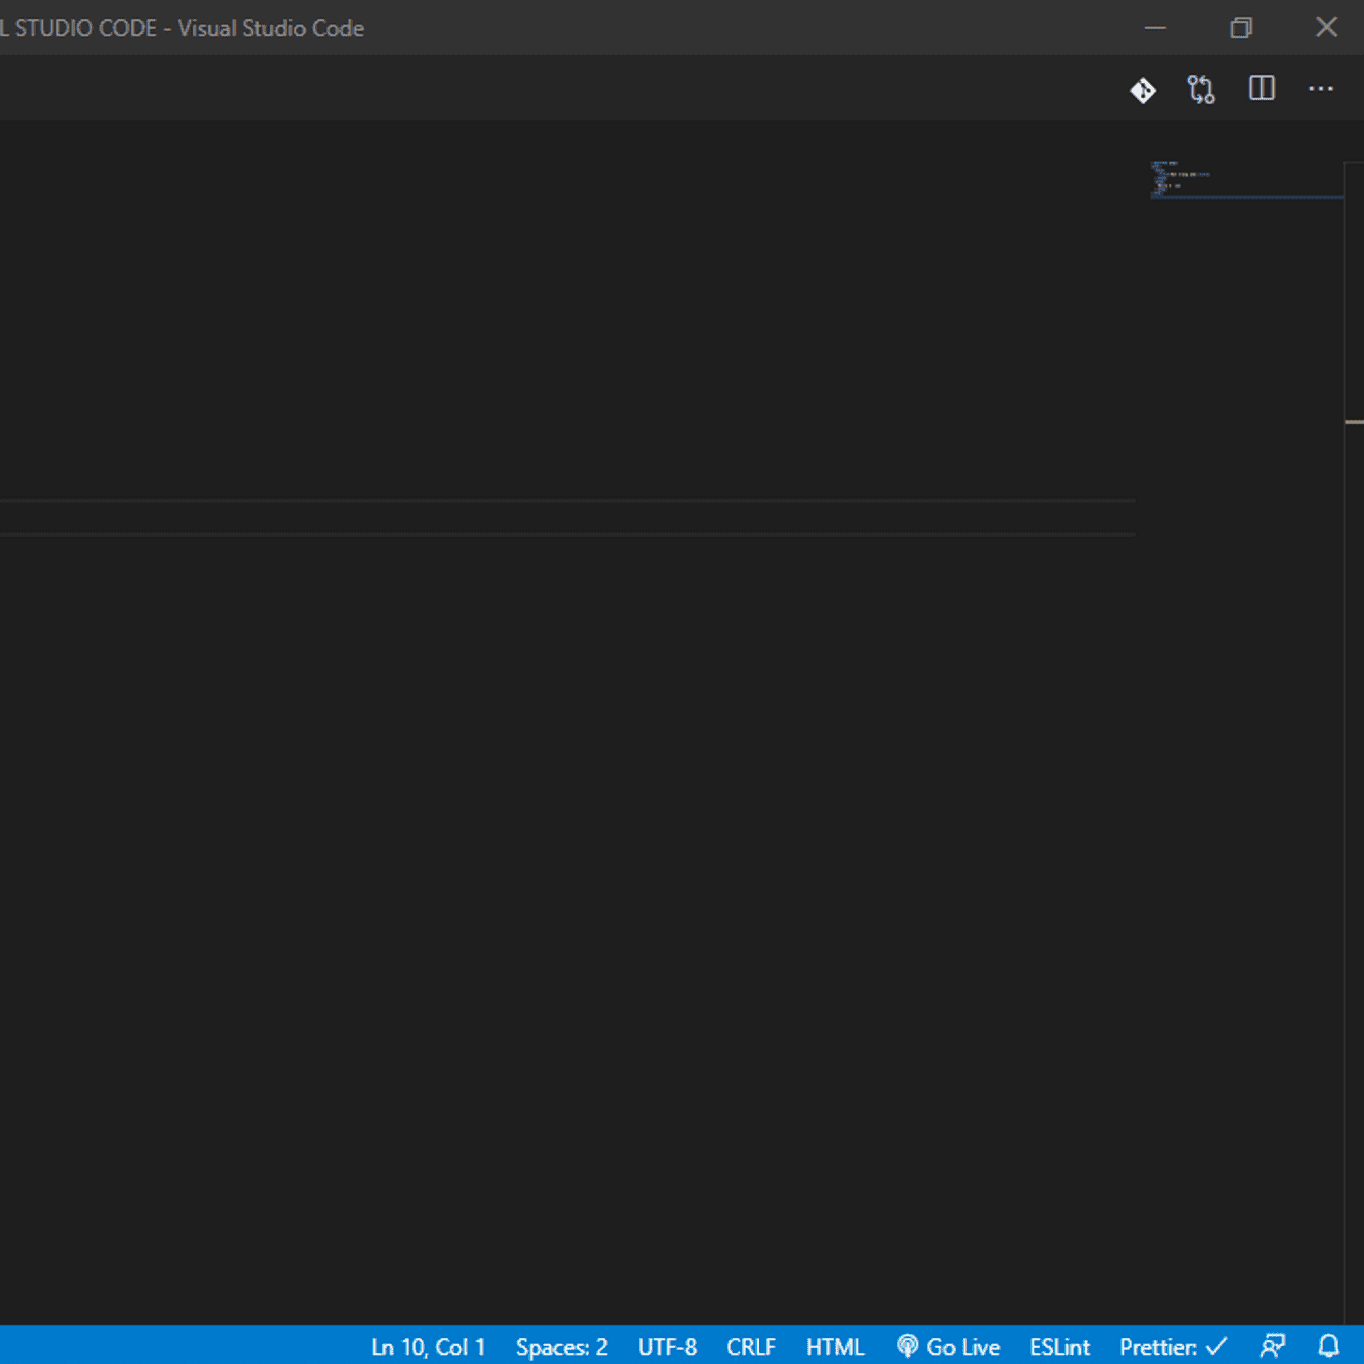 L STUDIO CODE - Visual Studio Code
Ln 10, Col 1 Spaces: 2 UTF-8 CRLF HTML Go Live ESLint Prettier: ✓